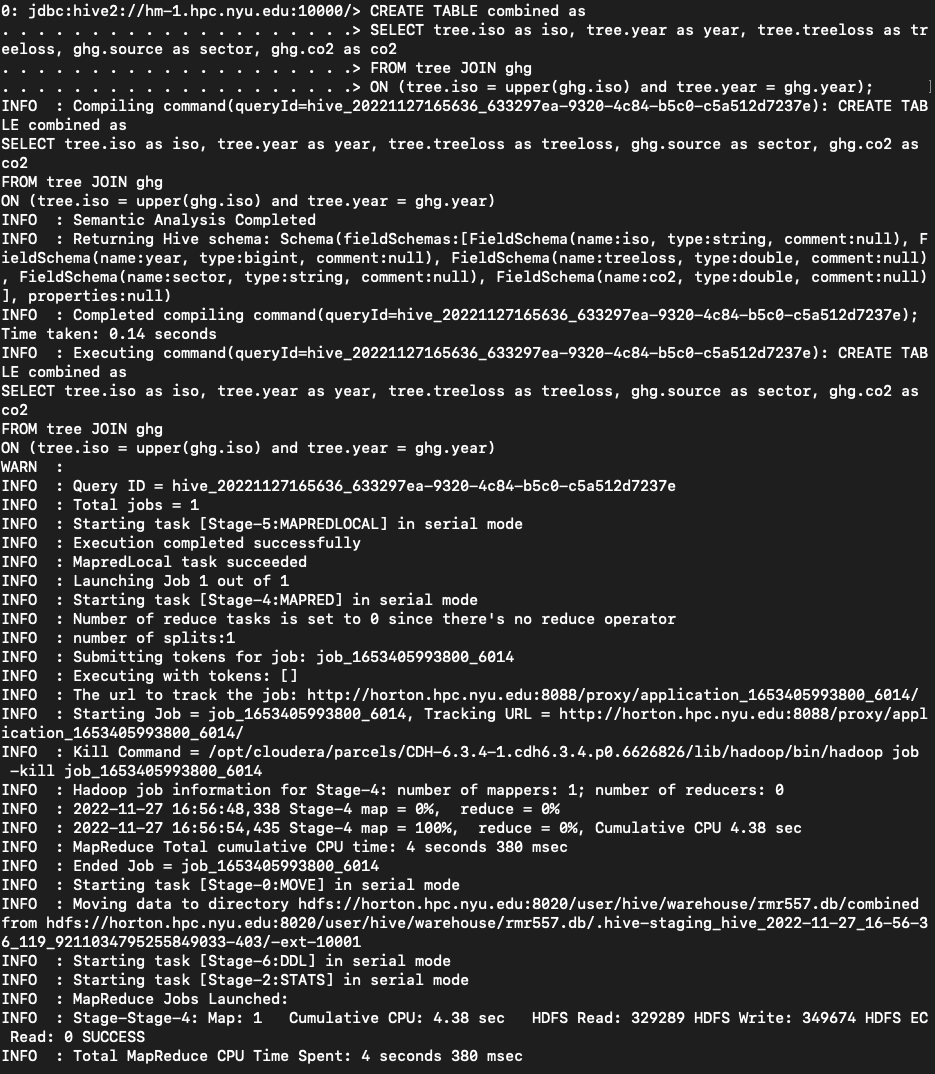 0: jdbc:hive2://hm-1.hpc.nyu.edu:10000/> CREATE TABLE combined as
. . . . . . . . . . . . . . . . . . . .> SELECT tree.iso as iso, tree.year as year, tree.treeloss as tr
eeloss, ghg.source as sector, ghg.co2 as co2
. . . . . . . . . . . . . . . . . . . .> FROM tree JOIN ghg
. . . . . . . . . . . . . . . . . . . .> ON (tree.iso = upper(ghg.iso) and tree.year = ghg.year);      ]
INFO  : Compiling command(queryId=hive_20221127165636_633297ea-9320-4c84-b5c0-c5a512d7237e): CREATE TAB
LE combined as
SELECT tree.iso as iso, tree.year as year, tree.treeloss as treeloss, ghg.source as sector, ghg.co2 as
co2
FROM tree JOIN ghg
ON (tree.iso = upper(ghg.iso) and tree.year = ghg.year)
INFO  : Semantic Analysis Completed
INFO  : Returning Hive schema: Schema(fieldSchemas:[FieldSchema(name:iso, type:string, comment:null), F
ieldSchema(name:year, type:bigint, comment:null), FieldSchema(name:treeloss, type:double, comment:null)
, FieldSchema(name:sector, type:string, comment:null), FieldSchema(name:co2, type:double, comment:null)
], properties:null)
INFO  : Completed compiling command(queryId=hive_20221127165636_633297ea-9320-4c84-b5c0-c5a512d7237e);
Time taken: 0.14 seconds
INFO  : Executing command(queryId=hive_20221127165636_633297ea-9320-4c84-b5c0-c5a512d7237e): CREATE TAB
LE combined as
SELECT tree.iso as iso, tree.year as year, tree.treeloss as treeloss, ghg.source as sector, ghg.co2 as
co2
FROM tree JOIN ghg
ON (tree.iso = upper(ghg.iso) and tree.year = ghg.year)
WARN  :
INFO  : Query ID = hive_20221127165636_633297ea-9320-4c84-b5c0-c5a512d7237e
INFO  : Total jobs = 1
INFO  : Starting task [Stage-5:MAPREDLOCAL] in serial mode
INFO  : Execution completed successfully
INFO  : MapredLocal task succeeded
INFO  : Launching Job 1 out of 1
INFO  : Starting task [Stage-4:MAPRED] in serial mode
INFO  : Number of reduce tasks is set to 0 since there's no reduce operator
INFO  : number of splits:1
INFO  : Submitting tokens for job: job_1653405993800_6014
INFO  : Executing with tokens: []
INFO  : The url to track the job: http://horton.hpc.nyu.edu:8088/proxy/application_1653405993800_6014/
INFO  : Starting Job = job_1653405993800_6014, Tracking URL = http://horton.hpc.nyu.edu:8088/proxy/appl
ication_1653405993800_6014/
INFO  : Kill Command = /opt/cloudera/parcels/CDH-6.3.4-1.cdh6.3.4.p0.6626826/lib/hadoop/bin/hadoop job
 -kill job_1653405993800_6014
INFO  : Hadoop job information for Stage-4: number of mappers: 1; number of reducers: 0
INFO  : 2022-11-27 16:56:48,338 Stage-4 map = 0%,  reduce = 0%
INFO  : 2022-11-27 16:56:54,435 Stage-4 map = 100%,  reduce = 0%, Cumulative CPU 4.38 sec
INFO  : MapReduce Total cumulative CPU time: 4 seconds 380 msec
INFO  : Ended Job = job_1653405993800_6014
INFO  : Starting task [Stage-0:MOVE] in serial mode
INFO  : Moving data to directory hdfs://horton.hpc.nyu.edu:8020/user/hive/warehouse/rmr557.db/combined
from hdfs://horton.hpc.nyu.edu:8020/user/hive/warehouse/rmr557.db/.hive-staging_hive_2022-11-27_16-56-3
6_119_9211034795255849033-403/-ext-10001
INFO  : Starting task [Stage-6:DDL] in serial mode
INFO  : Starting task [Stage-2:STATS] in serial mode
INFO  : MapReduce Jobs Launched:
INFO  : Stage-Stage-4: Map: 1   Cumulative CPU: 4.38 sec   HDFS Read: 329289 HDFS Write: 349674 HDFS EC
 Read: 0 SUCCESS
INFO  : Total MapReduce CPU Time Spent: 4 seconds 380 msec